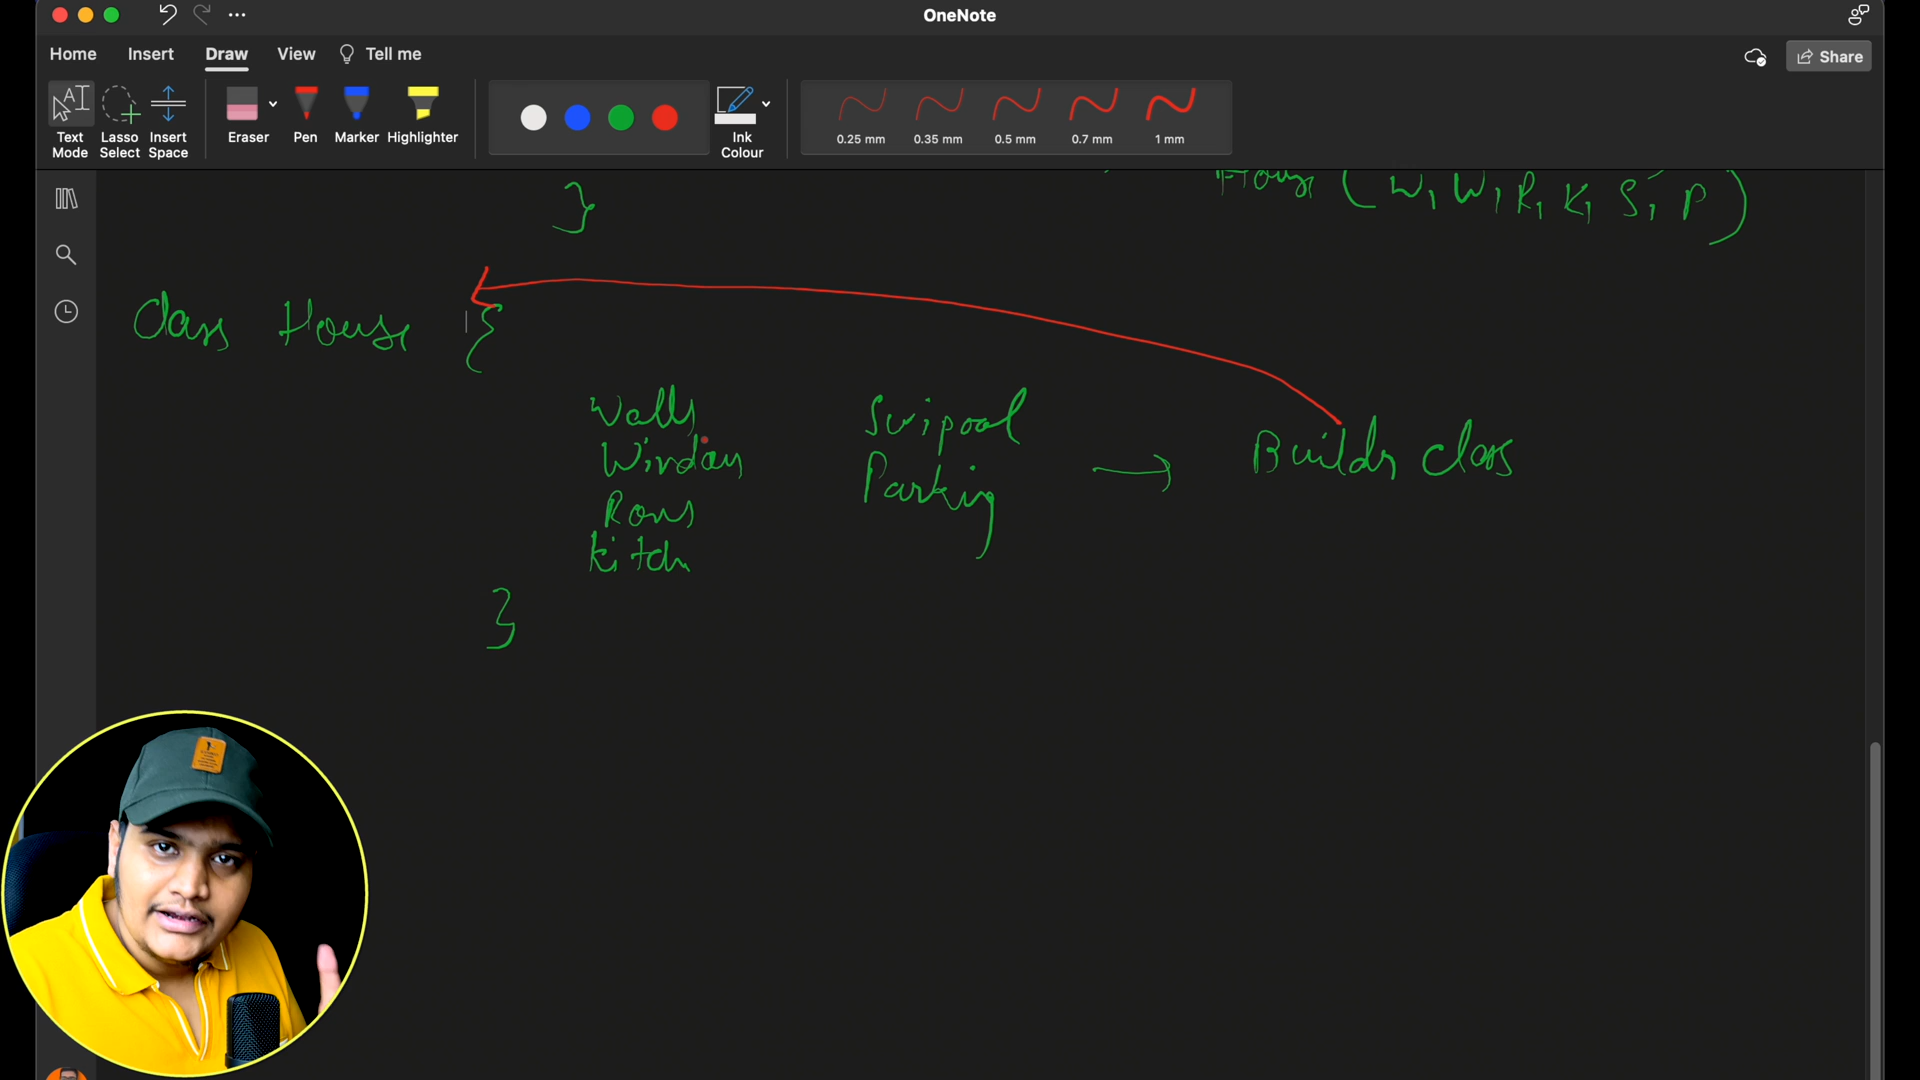 OneNote
Home Insert Draw View Tell me
Share
Text Mode
Lasso Select
Insert Space
Eraser
Pen
Marker
Highlighter
Ink Colour
0.25 mm
0.35 mm
0.5 mm
0.7 mm
1 mm
}
House ( W, W, R, K, S, P )
Class House {
Walls
Window
Rows
kitch
Swipool
Parking
→ Builder class
}